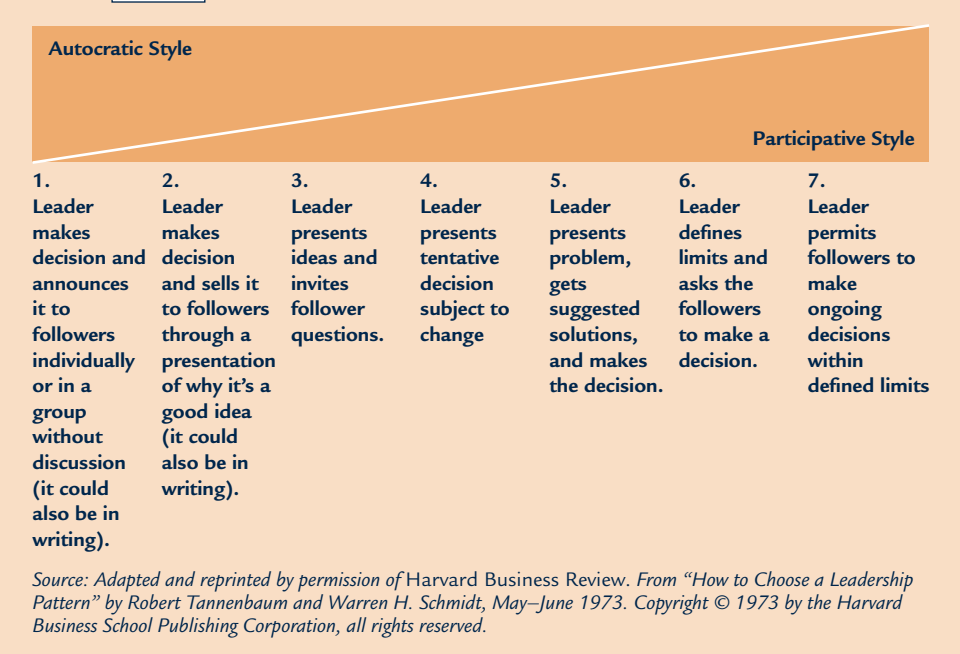 Autocratic Style
Participative Style
1.
Leader
makes
decision and
announces
it to
followers
individually
or in a
group
without
discussion
(it could
also be in
writing).
2.
Leader
makes
decision
and sells it
to followers
through a
presentation
of why it’s a
good idea
(it could
also be in
writing).
3.
Leader
presents
ideas and
invites
follower
questions.
4.
Leader
presents
tentative
decision
subject to
change
5.
Leader
presents
problem,
gets
suggested
solutions,
and makes
the decision.
6.
Leader
defines
limits and
asks the
followers
to make a
decision.
7.
Leader
permits
followers to
make
ongoing
decisions
within
defined limits
Source: Adapted and reprinted by permission of Harvard Business Review. From “How to Choose a Leadership
Pattern” by Robert Tannenbaum and Warren H. Schmidt, May–June 1973. Copyright © 1973 by the Harvard
Business School Publishing Corporation, all rights reserved.